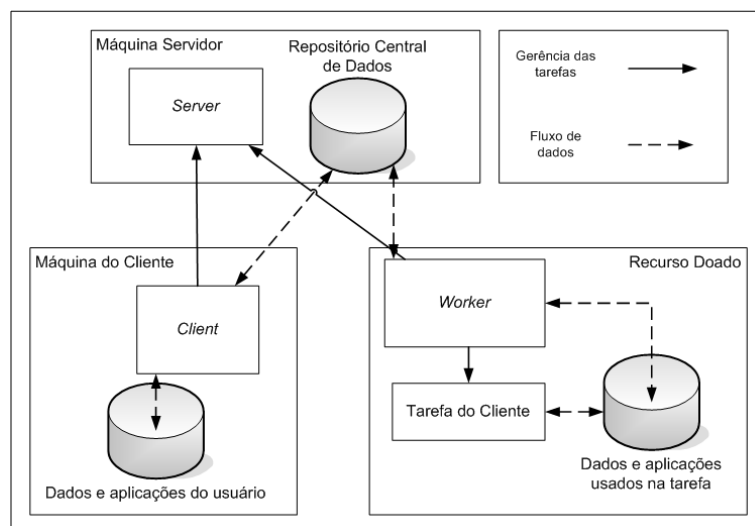 Máquina Servidor
Repositório Central
de Dados
Server
Gerência das
tarefas
Fluxo de
dados
Máquina do Cliente
Client
Dados e aplicações do usuário
Recurso Doado
Worker
Tarefa do Cliente
Dados e aplicações
usados na tarefa